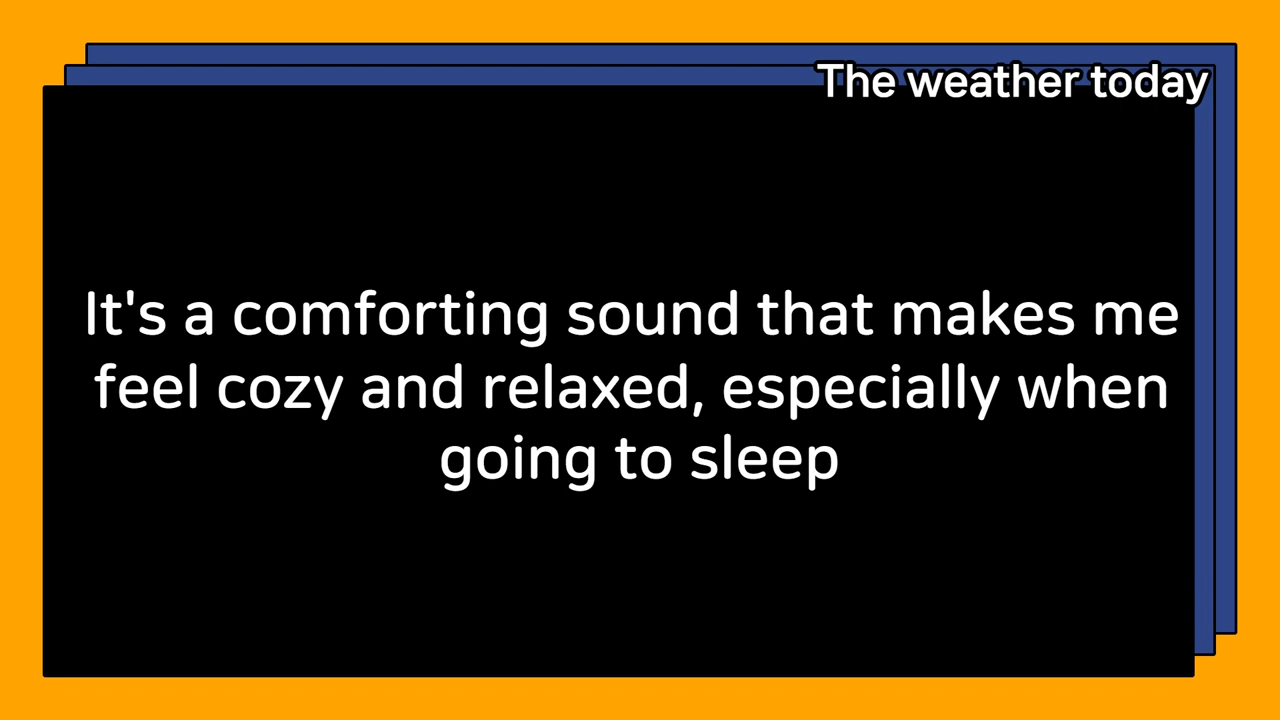 The weather today
It's a comforting sound that makes me
feel cozy and relaxed, especially when
going to sleep